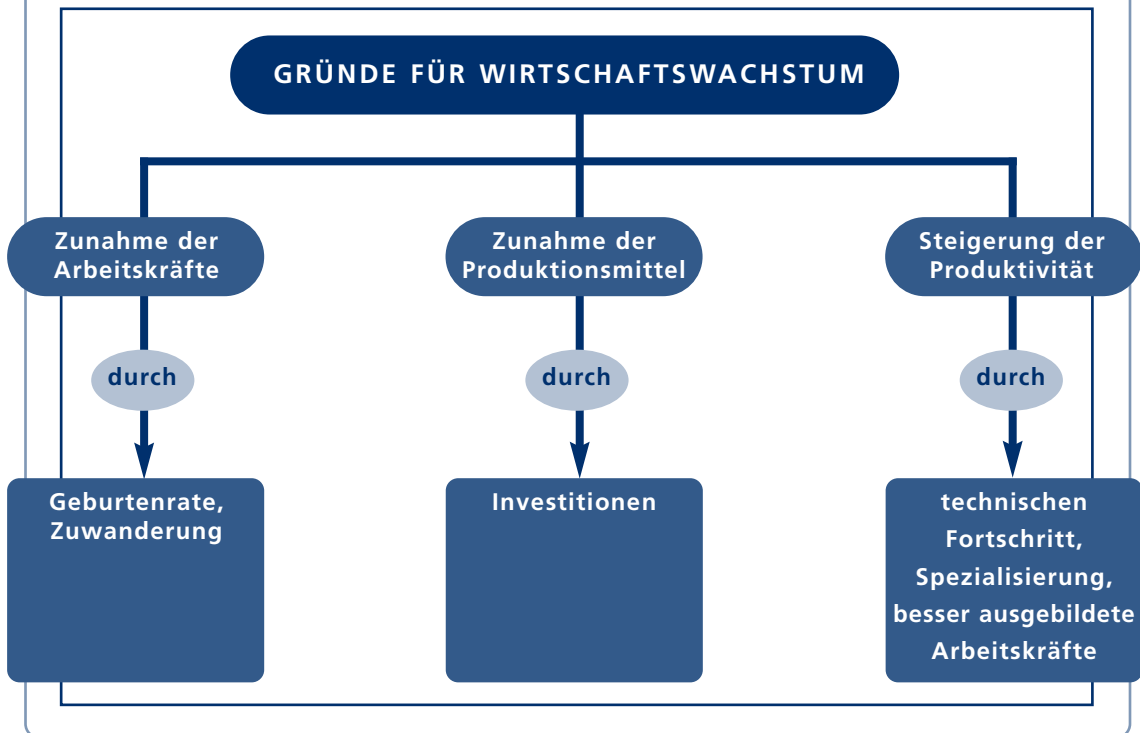 GRÜNDE FÜR WIRTSCHAFTSWACHSTUM
Zunahme der
Arbeitskräfte
durch
Geburtenrate,
Zuwanderung
Zunahme der
Produktionsmittel
durch
Investitionen
Steigerung der
Produktivität
durch
technischen
Fortschritt,
Spezialisierung,
besser ausgebildete
Arbeitskräfte